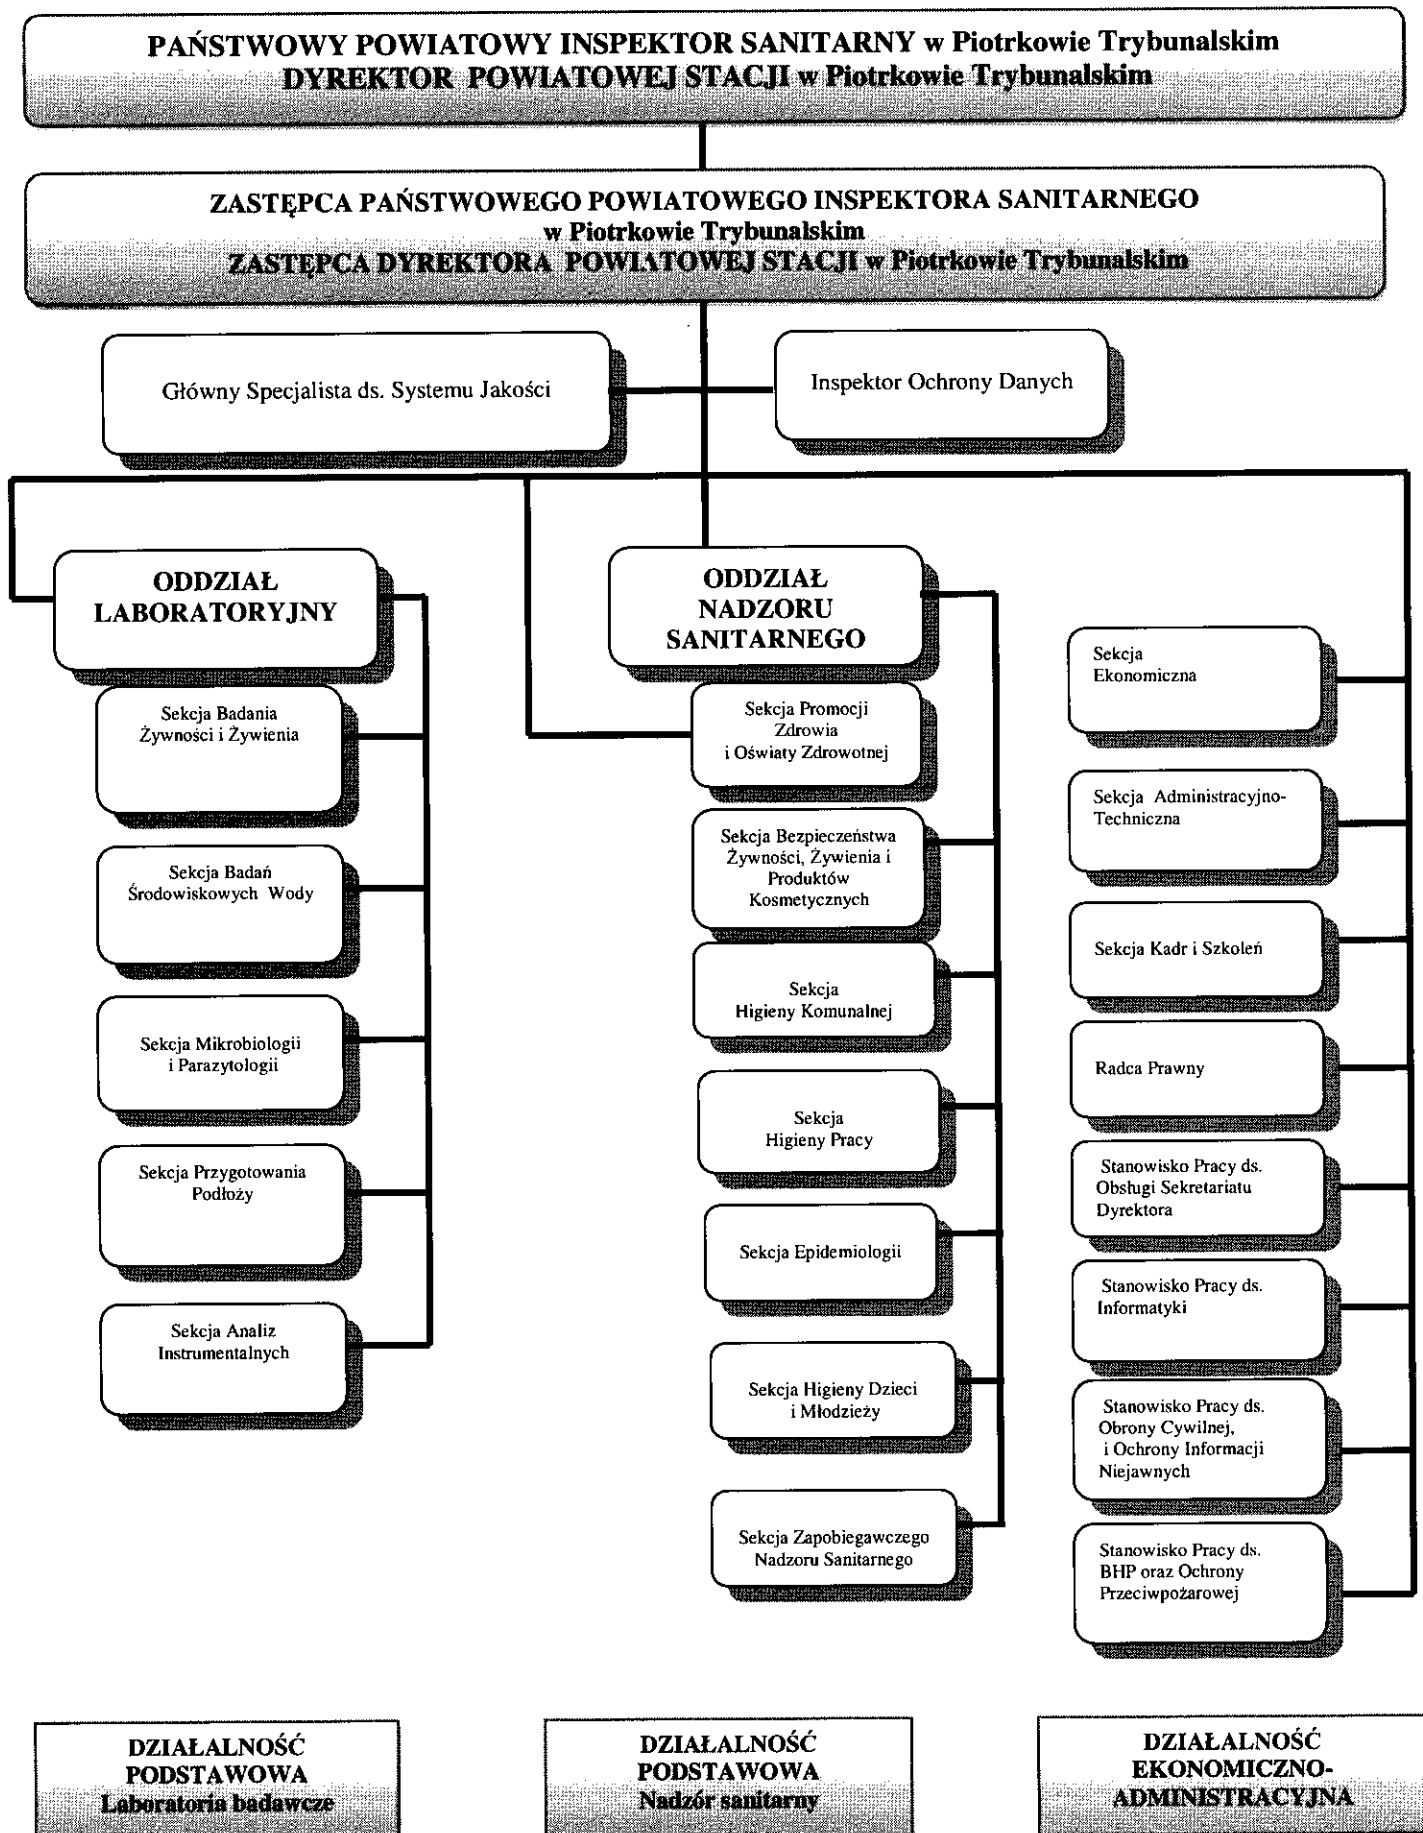 PAŃSTWOWY POWIATOWY INSPEKTOR SANITARNY w Piotrkowie Trybunalskim
DYREKTOR POWIATOWEJ STACJI w Piotrkowie Trybunalskim
ZASTĘPCA PAŃSTWOWEGO POWIATOWEGO INSPEKTORA SANITARNEGO
w Piotrkowie Trybunalskim
ZASTĘPCA DYREKTORA POWIATOWEJ STACJI w Piotrkowie Trybunalskim
Główny Specjalista ds. Systemu Jakości
Inspektor Ochrony Danych
ODDZIAŁ
LABORATORYJNY
Sekcja Badania
Żywności i Żywienia
Sekcja Badań
Środowiskowych Wody
Sekcja Mikrobiologii
i Parazytologii
Sekcja Przygotowania
Podłoży
Sekcja Analiz
Instrumentalnych
ODDZIAŁ
NADZORU
SANITARNEGO
Sekcja Promocji
Zdrowia
i Oświaty Zdrowotnej
Sekcja Bezpieczeństwa
Żywności, Żywienia i
Produktów
Kosmetycznych
Sekcja
Higieny Komunalnej
Sekcja
Higieny Pracy
Sekcja Epidemiologii
Sekcja Higieny Dzieci
i Młodzieży
Sekcja Zapobiegawczego
Nadzoru Sanitarnego
Sekcja
Ekonomiczna
Sekcja Administracyjno-
Techniczna
Sekcja Kadr i Szkoleń
Radca Prawny
Stanowisko Pracy ds.
Obsługi Sekretariatu
Dyrektora
Stanowisko Pracy ds.
Informatyki
Stanowisko Pracy ds.
Obrony Cywilnej,
i Ochrony Informacji
Niejawnych
Stanowisko Pracy ds.
BHP oraz Ochrony
Przeciwpożarowej
DZIAŁALNOŚĆ
PODSTAWOWA
Laboratoria badawcze
DZIAŁALNOŚĆ
PODSTAWOWA
Nadzór sanitarny
DZIAŁALNOŚĆ
EKONOMICZNO-
ADMINISTRACYJNA